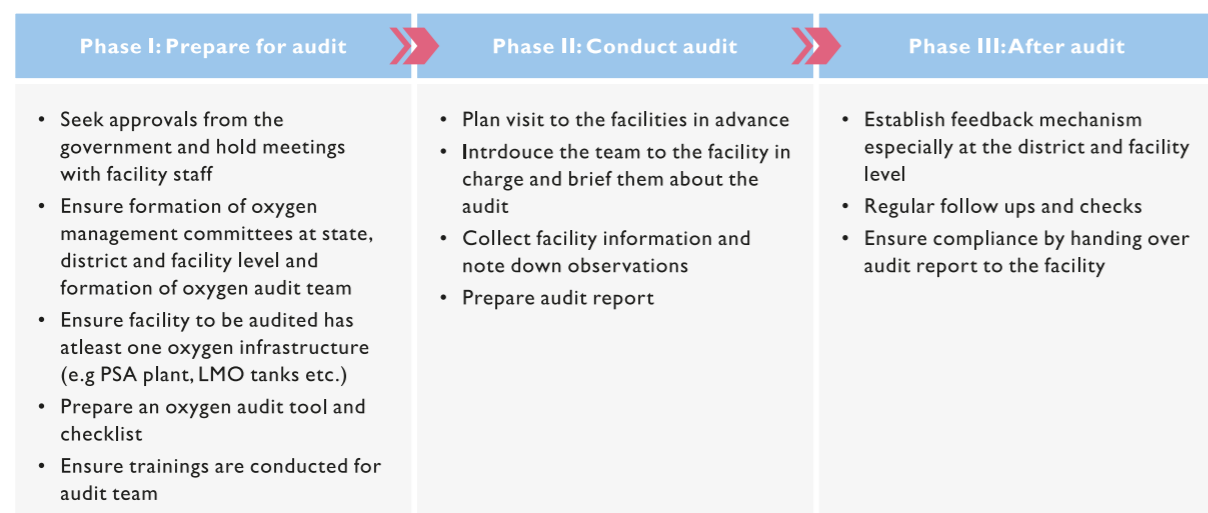 Phase I: Prepare for audit
Seek approvals from the
government and hold meetings
with facility staff
Ensure formation of oxygen
management committees at state,
district and facility level and
formation of oxygen audit team
Ensure facility to be audited has
atleast one oxygen infrastructure
(e.g PSA plant, LMO tanks etc.)
Prepare an oxygen audit tool and
checklist
Ensure trainings are conducted for
audit team
Phase II: Conduct audit
Plan visit to the facilities in advance
Intrdouce the team to the facility in
charge and brief them about the
audit
Collect facility information and
note down observations
Prepare audit report
Phase III: After audit
Establish feedback mechanism
especially at the district and facility
level
Regular follow ups and checks
Ensure compliance by handing over
audit report to the facility